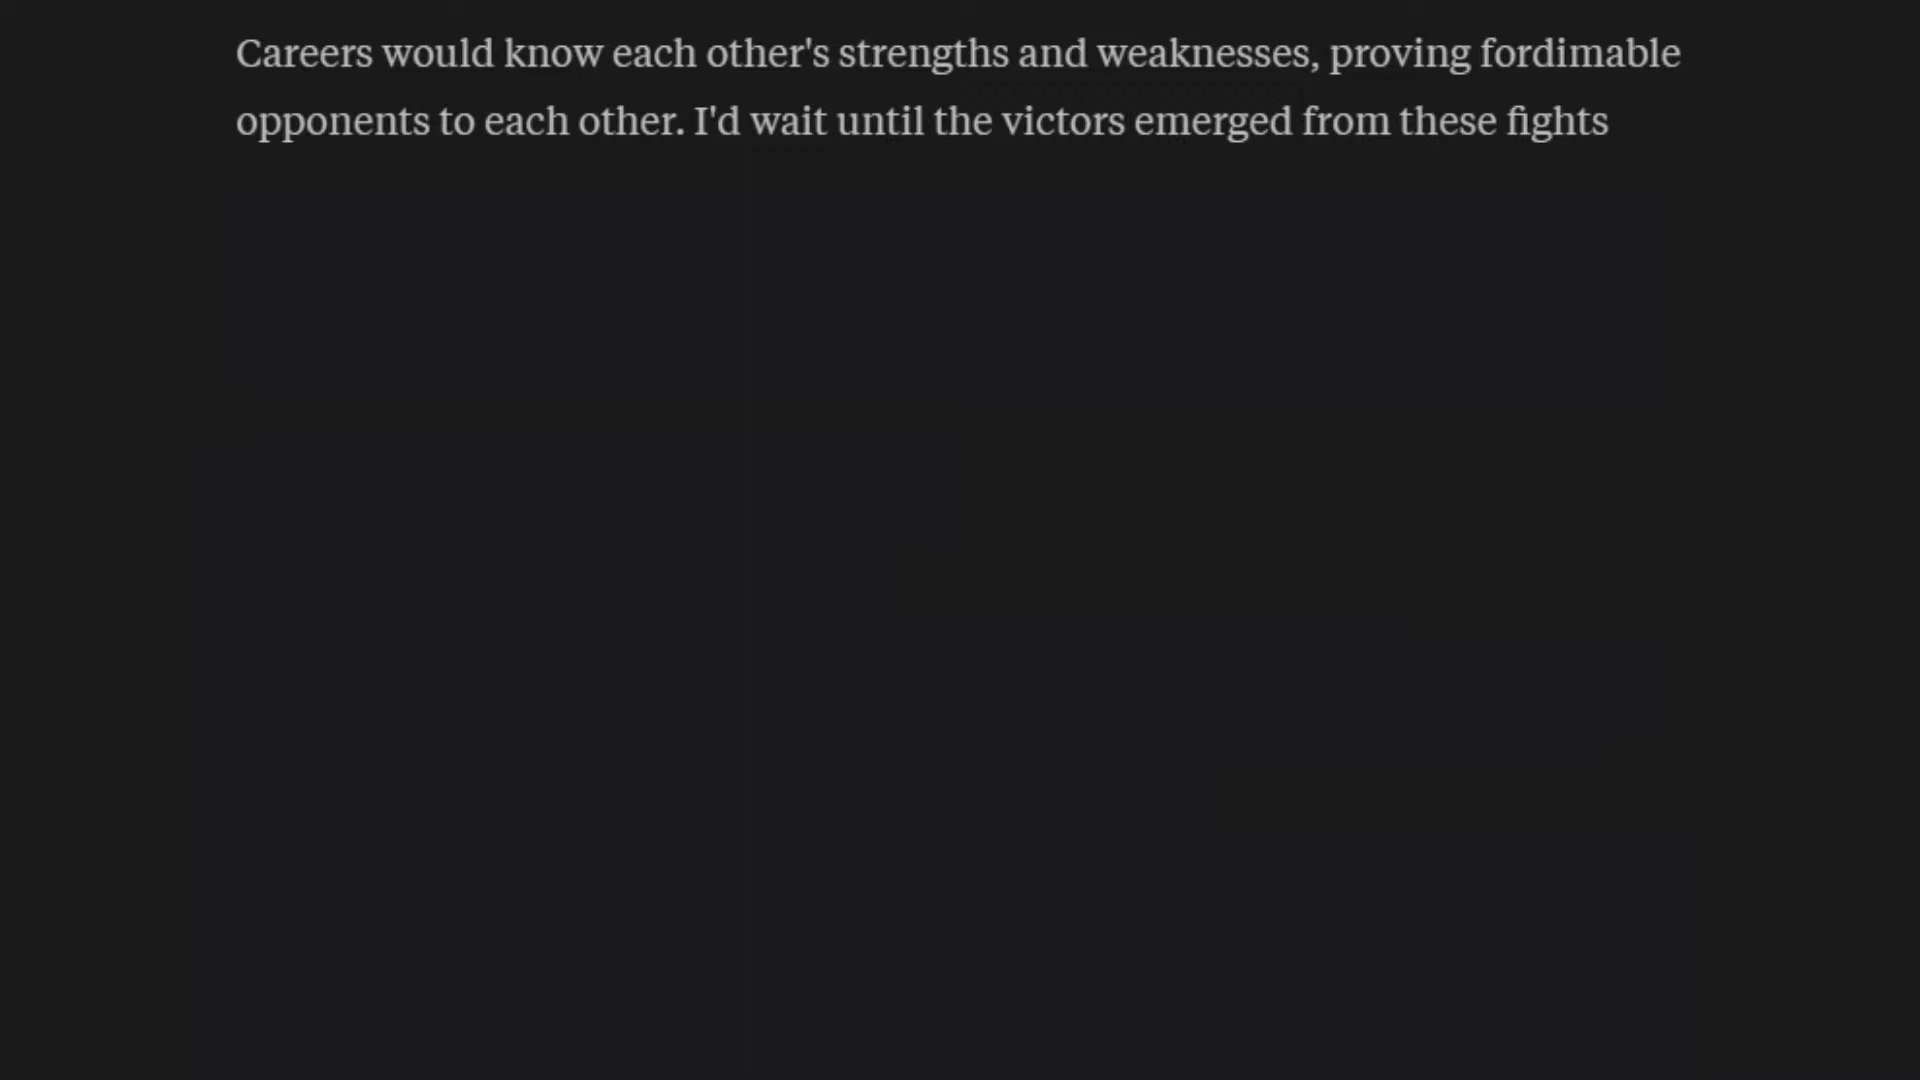 Careers would know each other's strengths and weaknesses, proving fordimable
opponents to each other. I'd wait until the victors emerged from these fights